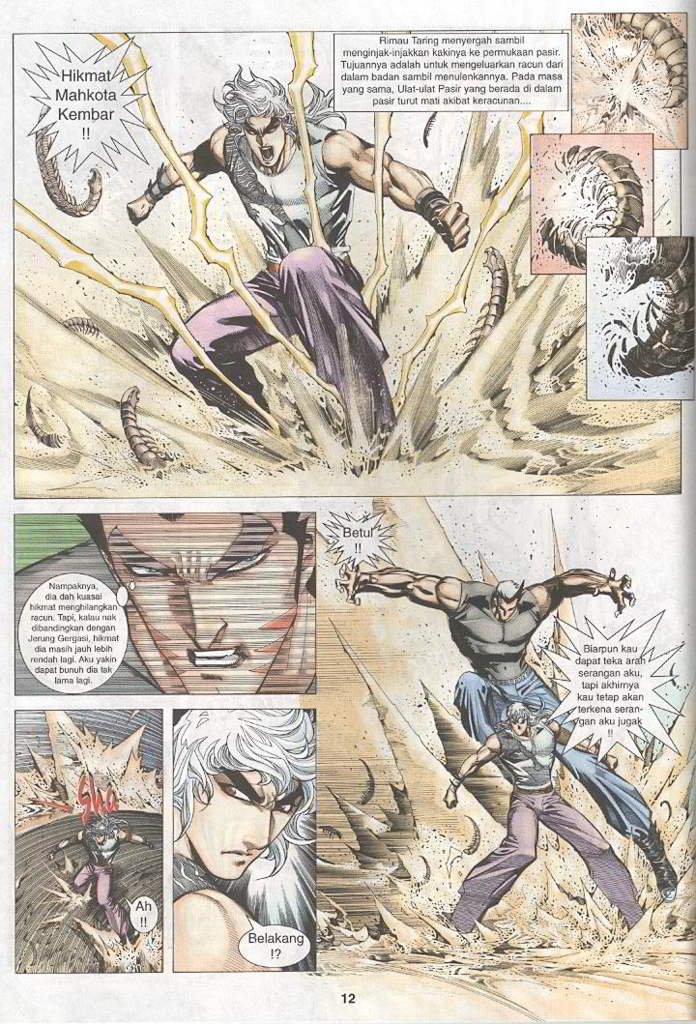 Hikmat
Mahkota
Kembar
!!
Rimau Taring menyergah sambil
menginjak-injakkan kakinya ke permukaan pasir.
Tujuannya adalah untuk mengeluarkan racun dari
dalam badan sambil menulenkannya. Pada masa
yang sama, Ulat-ulat Pasir yang berada di dalam
pasir turut mati akibat keracunan....
Nampaknya,
dia dah kuasai
hikmat menghilangkan
racun. Tapi, kalau nak
dibandingkan dengan
Jerung Gergasi, hikmat
dia masih jauh lebih
rendah lagi. Aku yakin
dapat bunuh dia tak
lama lagi.
Betul
!!
Biarpun kau
dapat teka arah
serangan aku,
tapi akhirnya
kau tetap akan
terkena seran-
gan aku jugak
!!
Sha
Ah
!!
Belakang
!?
12